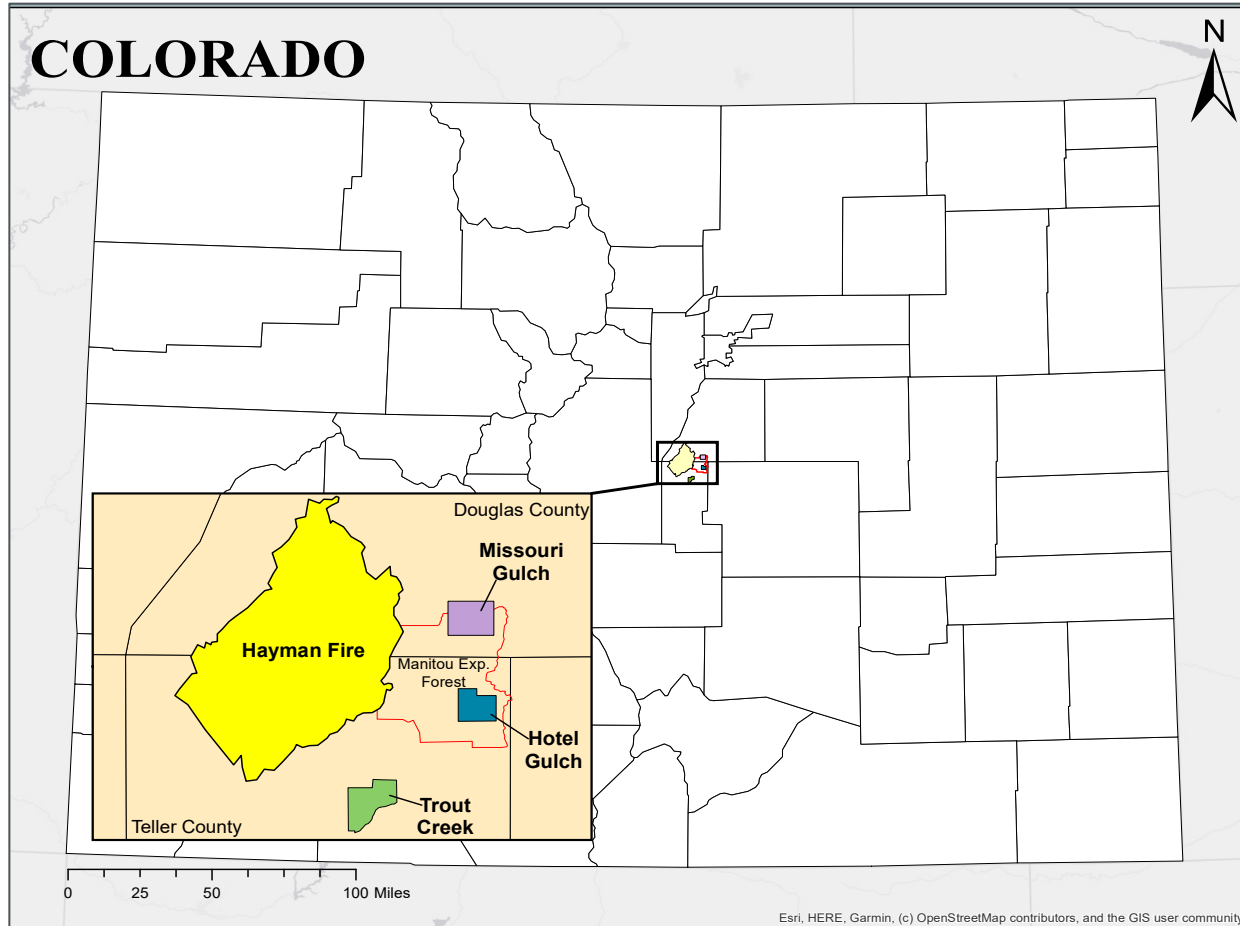 N
COLORADO
Douglas County
Missouri
Gulch
Hayman Fire
Manitou Exp.
Forest
Hotel
Gulch
Trout
Creek
Teller County
0 25 50 100 Miles
Esri, HERE, Garmin, (c) OpenStreetMap contributors, and the GIS user community